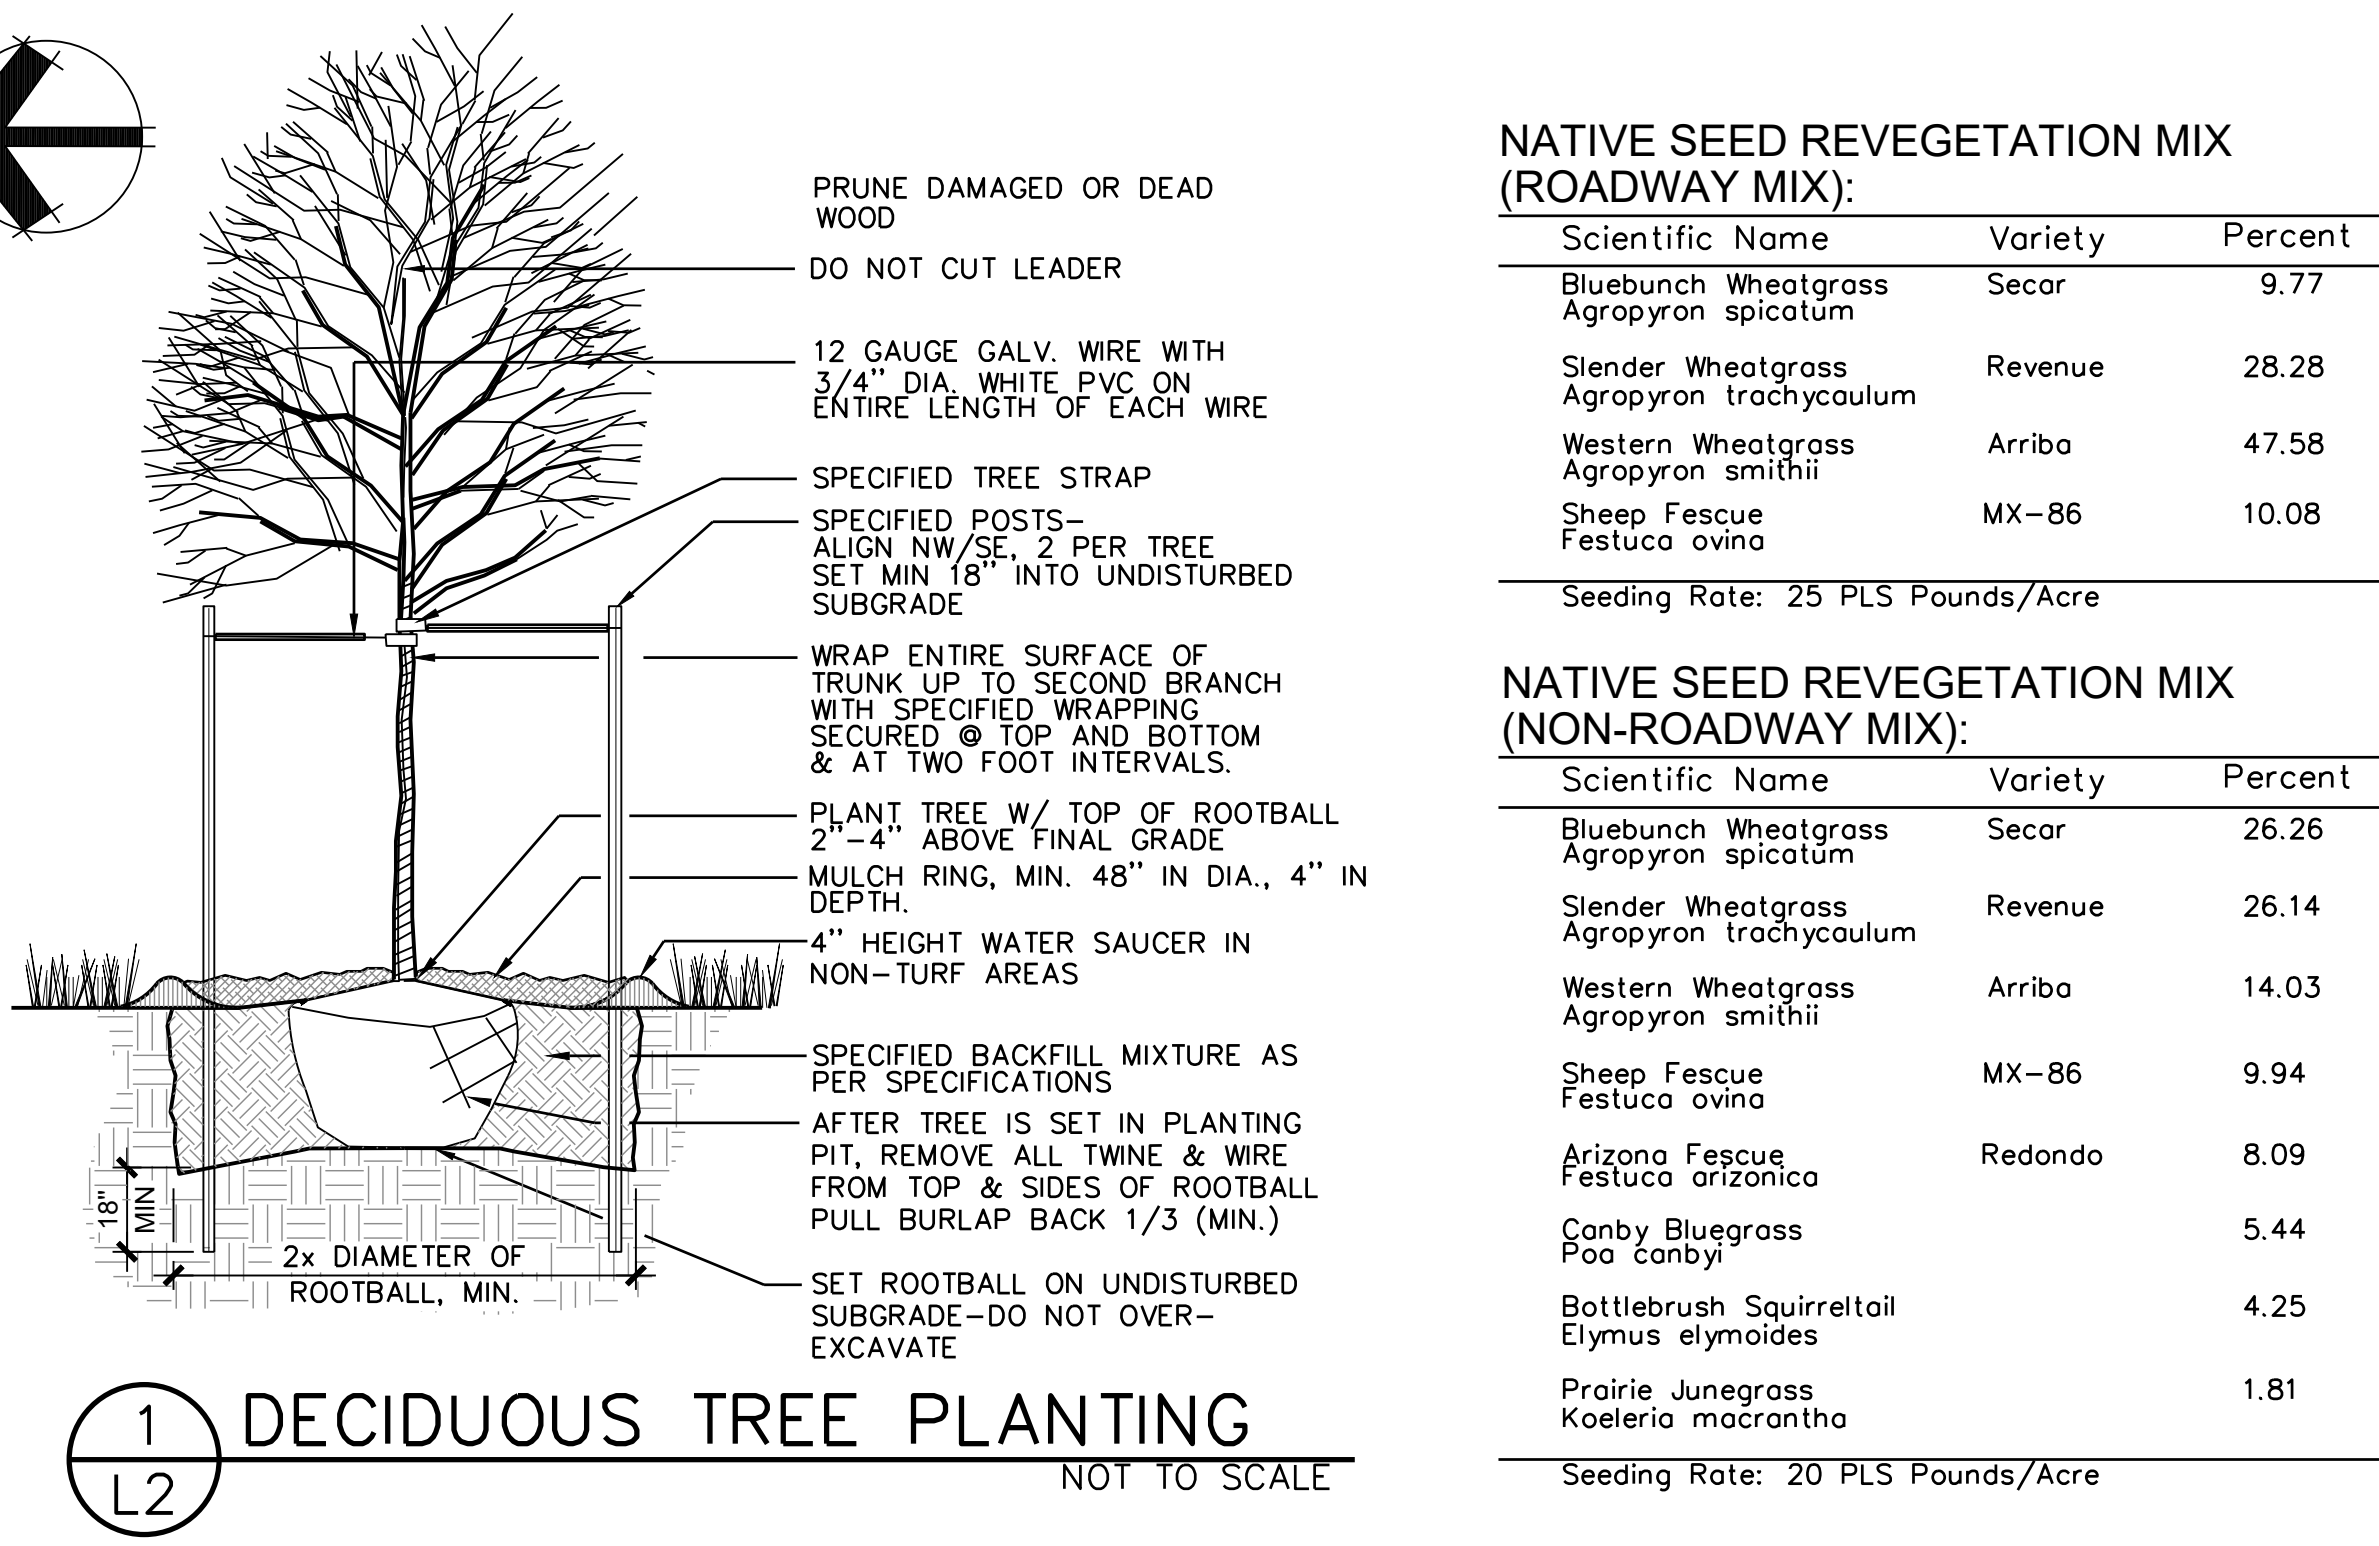 PRUNE DAMAGED OR DEAD
WOOD
DO NOT CUT LEADER
12 GAUGE GALV. WIRE WITH
3/4" DIA. WHITE PVC ON
ENTIRE LENGTH OF EACH WIRE
SPECIFIED TREE STRAP
SPECIFIED POSTS-
ALIGN NW/SE, 2 PER TREE
SET MIN 18" INTO UNDISTURBED
SUBGRADE
WRAP ENTIRE SURFACE OF
TRUNK UP TO SECOND BRANCH
WITH SPECIFIED WRAPPING
SECURED @ TOP AND BOTTOM
& AT TWO FOOT INTERVALS.
PLANT TREE W/ TOP OF ROOTBALL
2"-4" ABOVE FINAL GRADE
MULCH RING, MIN. 48" IN DIA., 4" IN
DEPTH.
4" HEIGHT WATER SAUCER IN
NON-TURF AREAS
SPECIFIED BACKFILL MIXTURE AS
PER SPECIFICATIONS
AFTER TREE IS SET IN PLANTING
PIT, REMOVE ALL TWINE & WIRE
FROM TOP & SIDES OF ROOTBALL
PULL BURLAP BACK 1/3 (MIN.)
SET ROOTBALL ON UNDISTURBED
SUBGRADE-DO NOT OVER-
EXCAVATE
18"
MIN
2x DIAMETER OF
ROOTBALL, MIN.
1
L2
DECIDUOUS TREE PLANTING
NOT TO SCALE
NATIVE SEED REVEGETATION MIX
(ROADWAY MIX):
Scientific Name Variety Percent
Bluebunch Wheatgrass Secar 9.77
Agropyron spicatum
Slender Wheatgrass Revenue 28.28
Agropyron trachycaulum
Western Wheatgrass Arriba 47.58
Agropyron smithii
Sheep Fescue MX-86 10.08
Festuca ovina
Seeding Rate: 25 PLS Pounds/Acre
NATIVE SEED REVEGETATION MIX
(NON-ROADWAY MIX):
Scientific Name Variety Percent
Bluebunch Wheatgrass Secar 26.26
Agropyron spicatum
Slender Wheatgrass Revenue 26.14
Agropyron trachycaulum
Western Wheatgrass Arriba 14.03
Agropyron smithii
Sheep Fescue MX-86 9.94
Festuca ovina
Arizona Fescue Redondo 8.09
Festuca arizonica
Canby Bluegrass 5.44
Poa canbyi
Bottlebrush Squirreltail 4.25
Elymus elymoides
Prairie Junegrass 1.81
Koeleria macrantha
Seeding Rate: 20 PLS Pounds/Acre